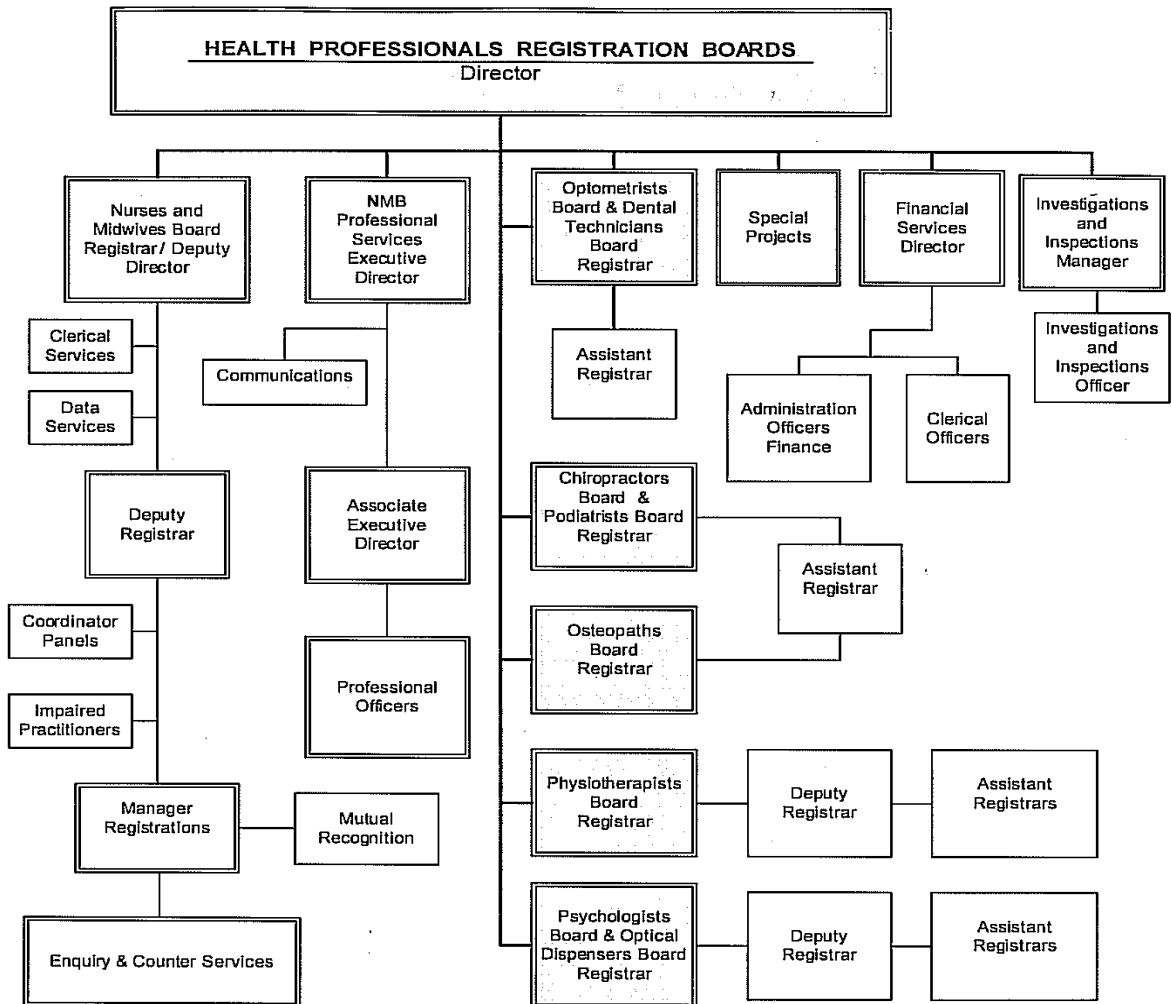 HEALTH PROFESSIONALS REGISTRATION BOARDS
Director
Nurses and
Midwives Board
Registrar / Deputy
Director
NMB
Professional
Services
Executive
Director
Optometrists
Board & Dental
Technicians
Board
Registrar
Special
Projects
Financial
Services
Director
Investigations
and
Inspections
Manager
Clerical
Services
Data
Services
Communications
Assistant
Registrar
Administration
Officers
Finance
Clerical
Officers
Investigations
and
Inspections
Officer
Deputy
Registrar
Associate
Executive
Director
Chiropractors
Board &
Podiatrists Board
Registrar
Assistant
Registrar
Coordinator
Panels
Impaired
Practitioners
Professional
Officers
Osteopaths
Board
Registrar
Manager
Registrations
Mutual
Recognition
Physiotherapists
Board
Registrar
Deputy
Registrar
Assistant
Registrars
Enquiry & Counter Services
Psychologists
Board & Optical
Dispensers Board
Registrar
Deputy
Registrar
Assistant
Registrars